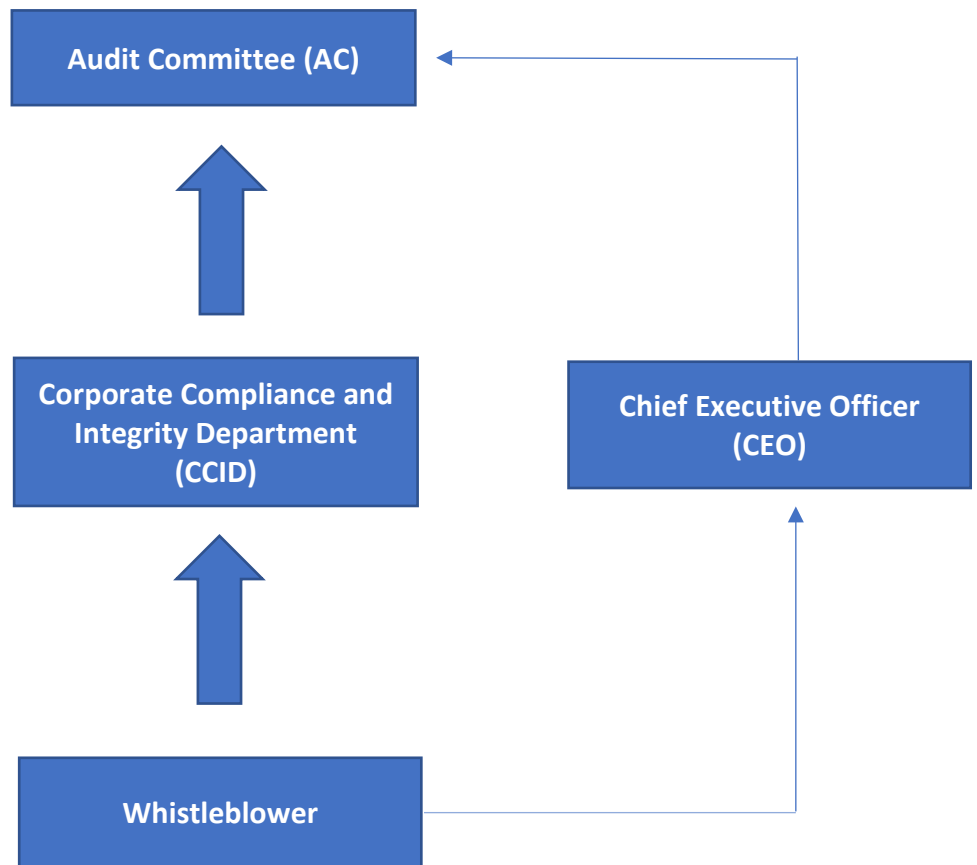 Audit Committee (AC)
Corporate Compliance and
Integrity Department
(CCID)
Chief Executive Officer
(CEO)
Whistleblower